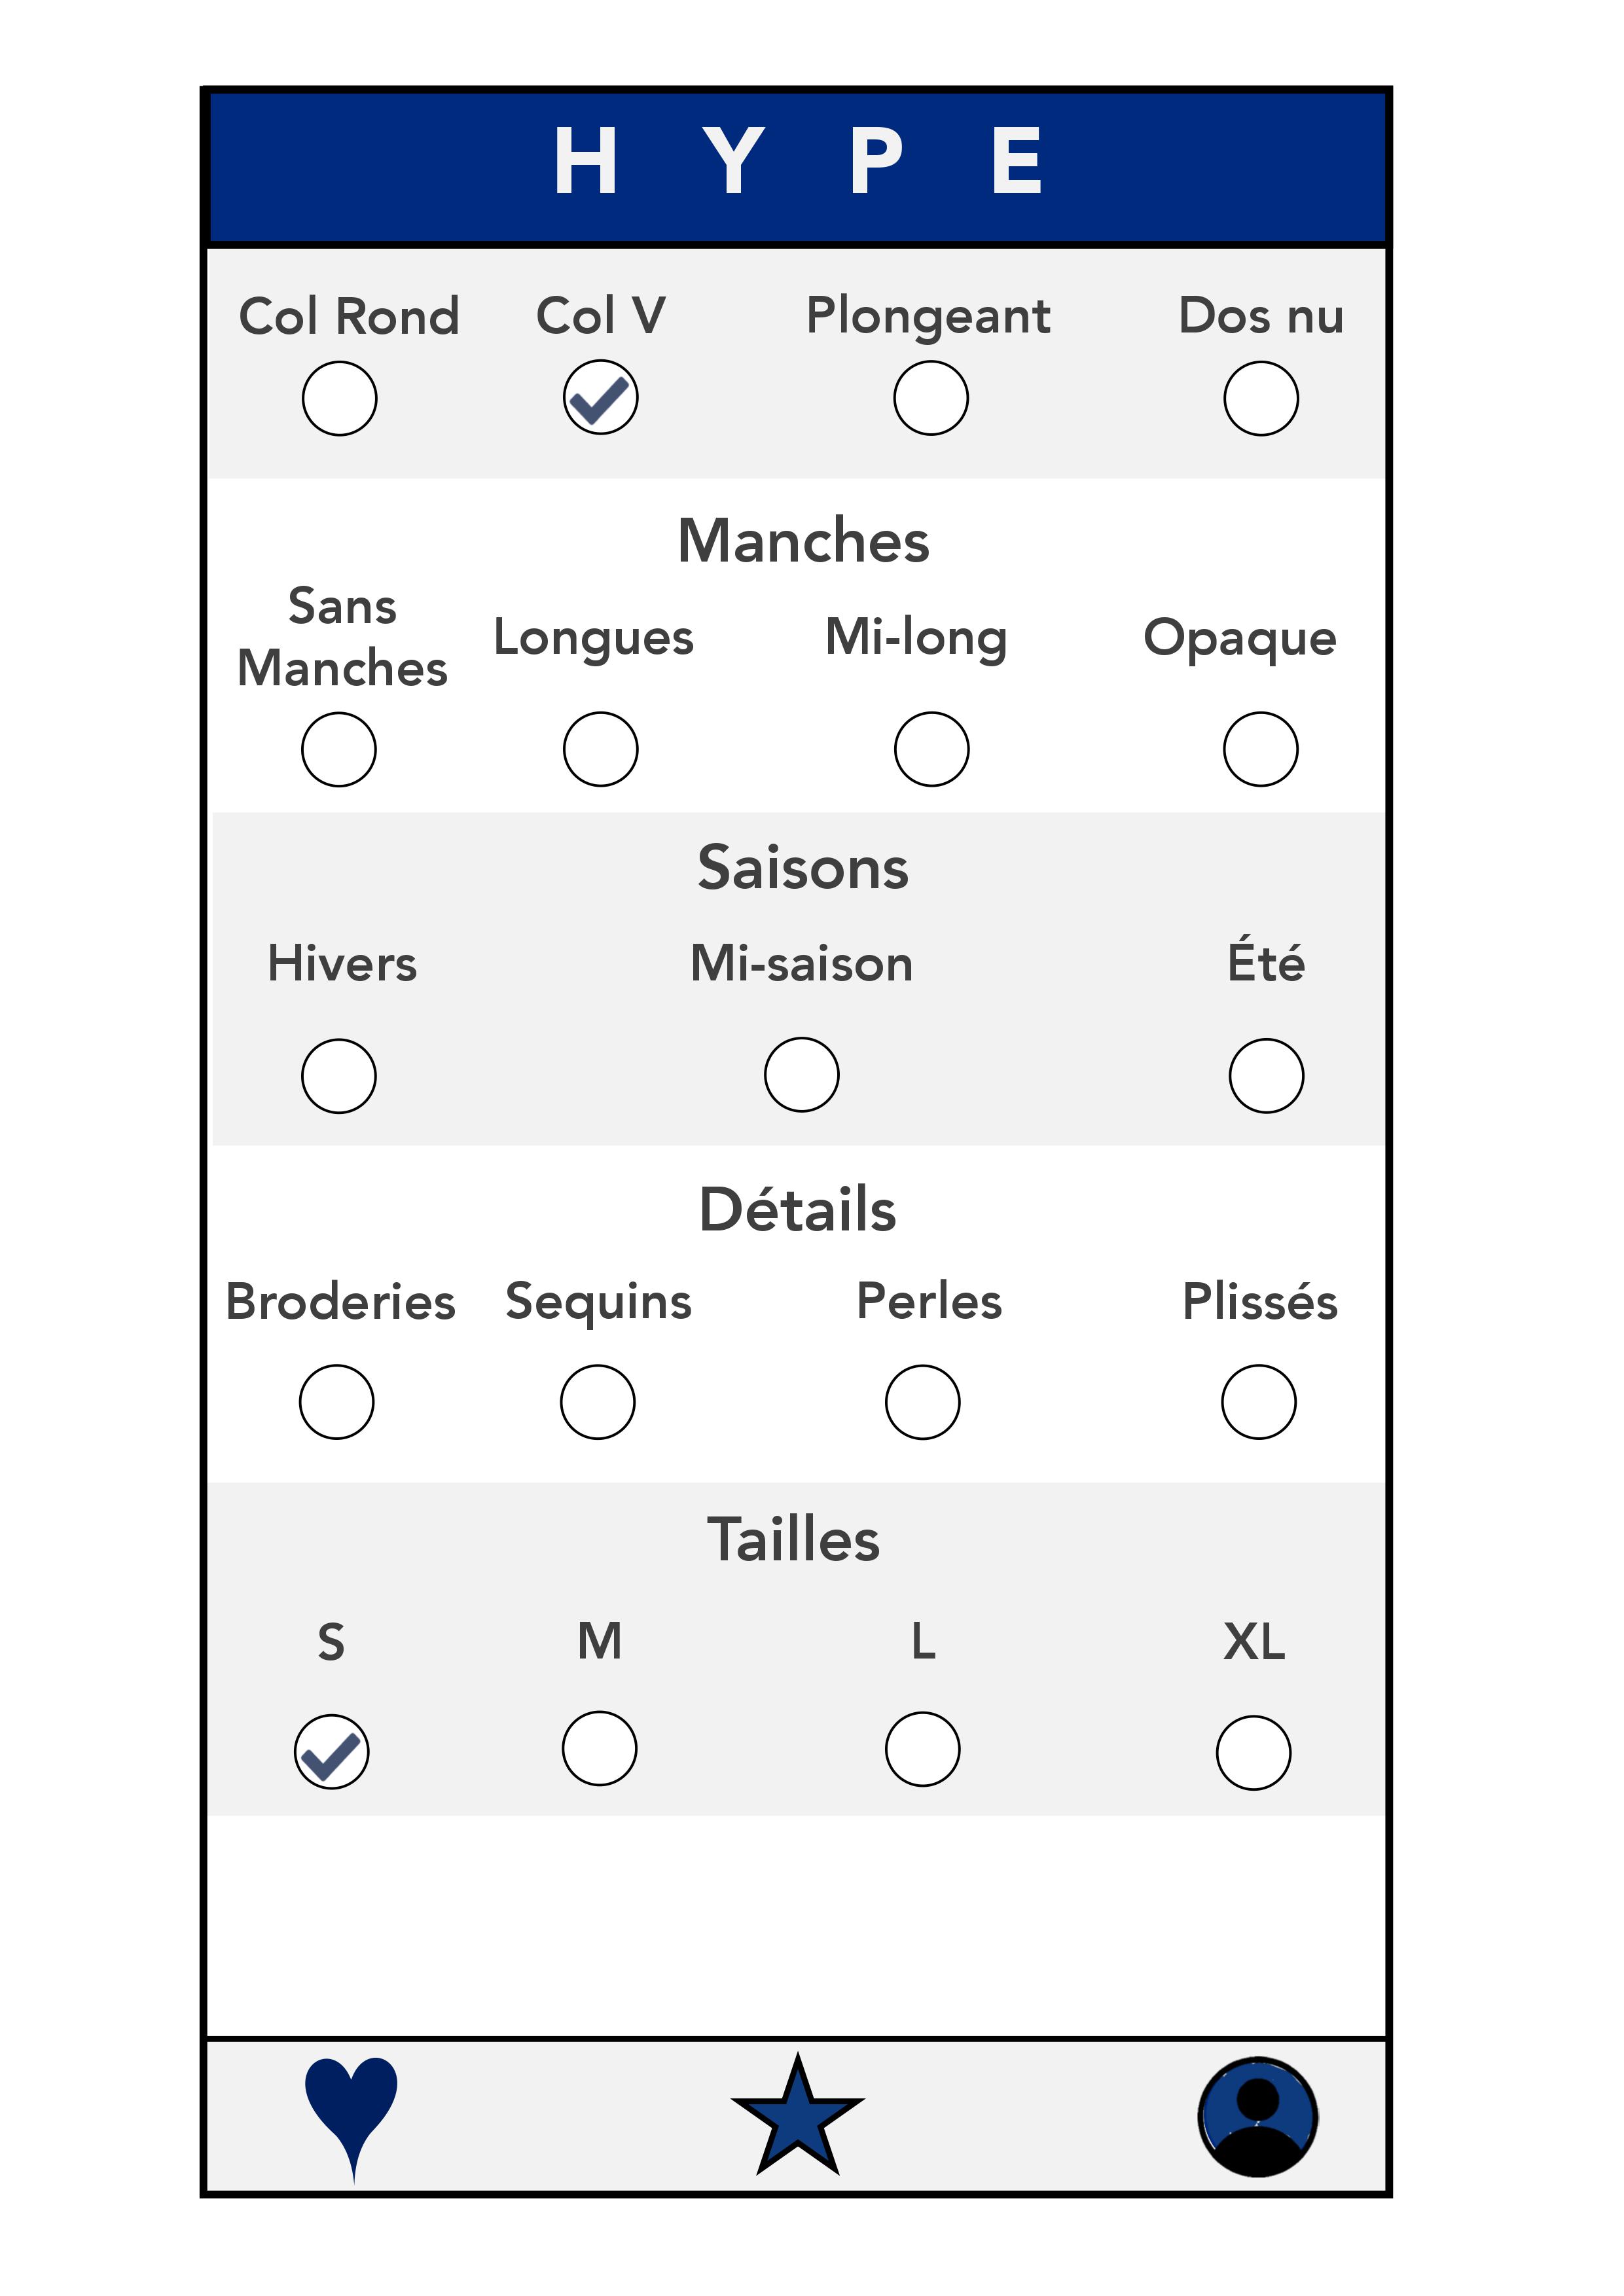 H Y P E
Col Rond Col V Plongeant Dos nu
Manches
Sans
Manches Longues Mi-long Opaque
Saisons
Hivers Mi-saison Été
Détails
Broderies Sequins Perles Plissés
Tailles
S M L XL